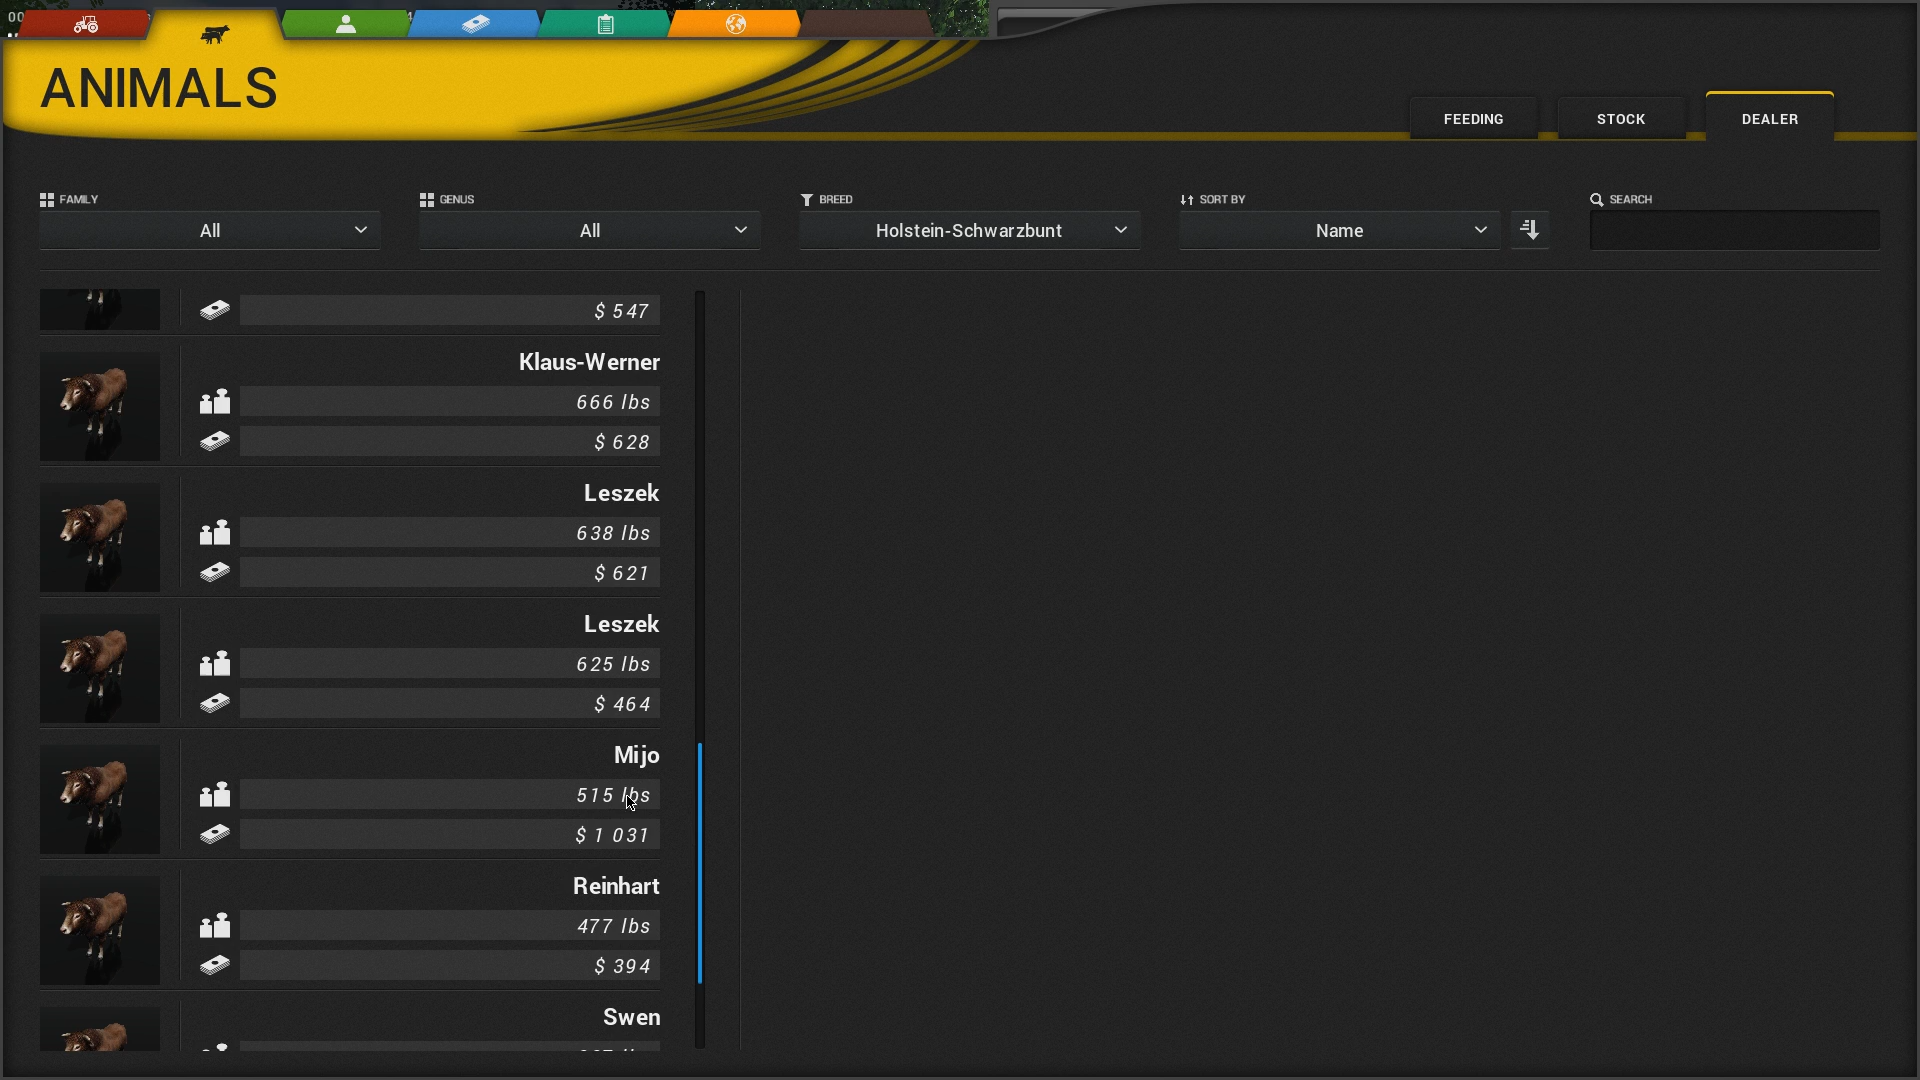 00
ANIMALS
FEEDING
STOCK
DEALER
FAMILY
GENUS
BREED
SORT BY
SEARCH
All
All
Holstein-Schwarzbunt
Name
$ 547
Klaus-Werner
666 lbs
$ 628
Leszek
638 lbs
$ 621
Leszek
625 lbs
$ 464
Mijo
515 lbs
$ 1 031
Reinhart
477 lbs
$ 394
Swen